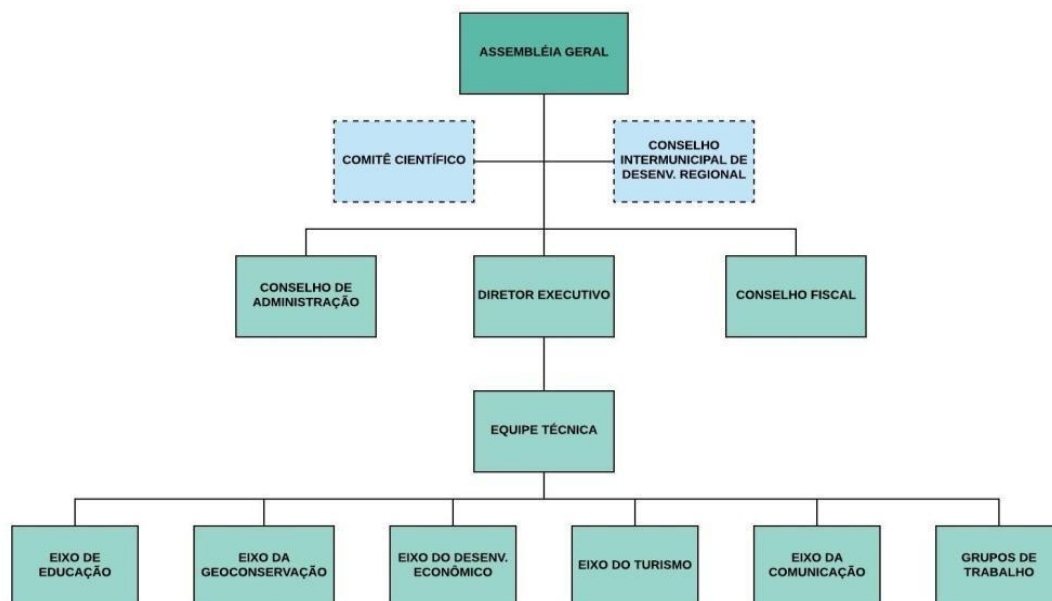 ASSEMBLÉIA GERAL
COMITÊ CIENTÍFICO
CONSELHO
INTERMUNICIPAL DE
DESENV. REGIONAL
CONSELHO DE
ADMINISTRAÇÃO
DIRETOR EXECUTIVO
CONSELHO FISCAL
EQUIPE TÉCNICA
EIXO DE
EDUCAÇÃO
EIXO DA
GEOCONSERVAÇÃO
EIXO DO DESENV.
ECONÔMICO
EIXO DO TURISMO
EIXO DA
COMUNICAÇÃO
GRUPOS DE
TRABALHO